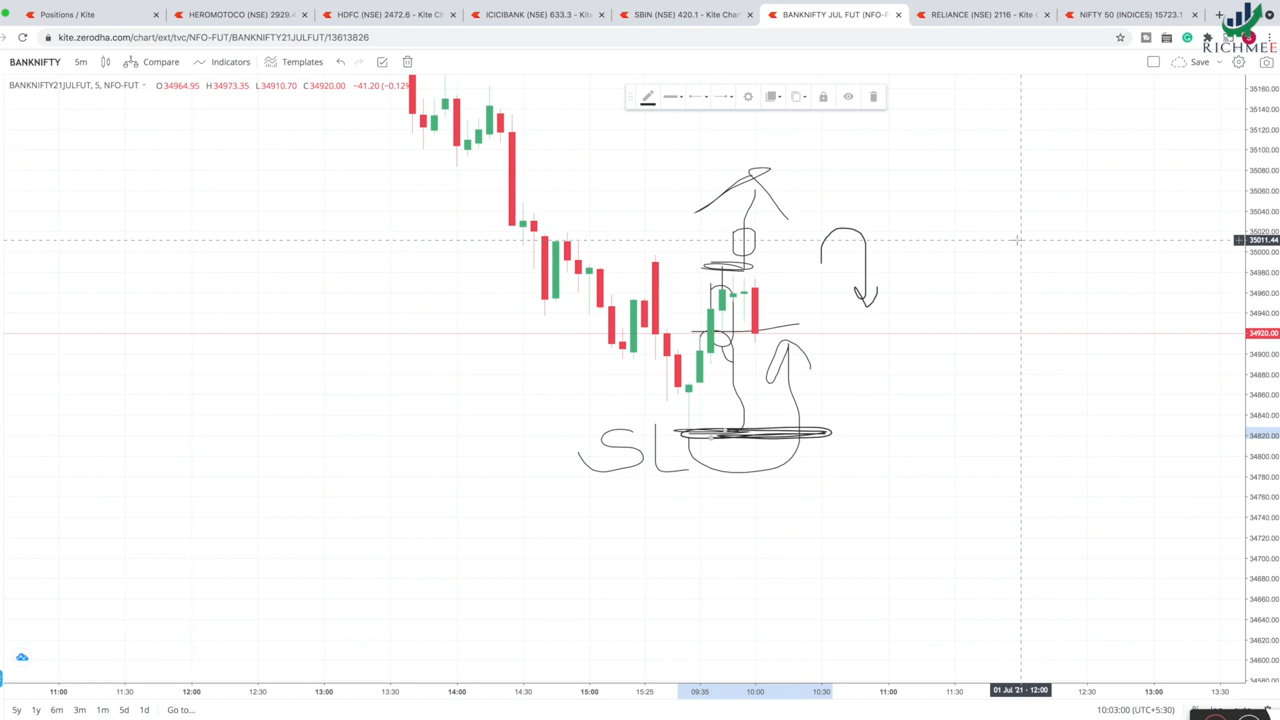 Positions / Kite
HEROMOTOCO (NSE) 2929.
HDFC (NSE) 2472.6 - Kite Ch
ICICIBANK (NSE) 633.3 - Kite
SBIN (NSE) 420.1 - Kite Chart
BANKNIFTY JUL FUT (NFO-F
RELIANCE (NSE) 2116 - Kite C
NIFTY 50 (INDICES) 15723.1
kite.zerodha.com/chart/ext/tvc/NFO-FUT/BANKNIFTY21JULFUT/13613826
RICHMEE
BANKNIFTY 5m Compare Indicators Templates Save
BANKNIFTY21JULFUT, 5, NFO-FUT O34964.95 H34973.35 L34910.70 C34920.00 −41.20 (−0.12%
35160.00
35140.00
35120.00
35100.00
35080.00
35060.00
35040.00
35020.00
35011.44
35000.00
34980.00
34960.00
34940.00
34920.00
34900.00
34880.00
34860.00
34840.00
34820.00
34800.00
34780.00
34760.00
34740.00
34720.00
34700.00
34680.00
34660.00
34640.00
34620.00
34600.00
34580.00
SL
11:00 11:30 12:00 12:30 13:00 13:30 14:00 14:30 15:00 15:25 09:35 10:00 10:30 11:00 11:30 01 Jul '21 - 12:00 12:30 13:00 13:30
5y 1y 6m 3m 1m 5d 1d Go to... 10:03:00 (UTC+5:30) % log auto